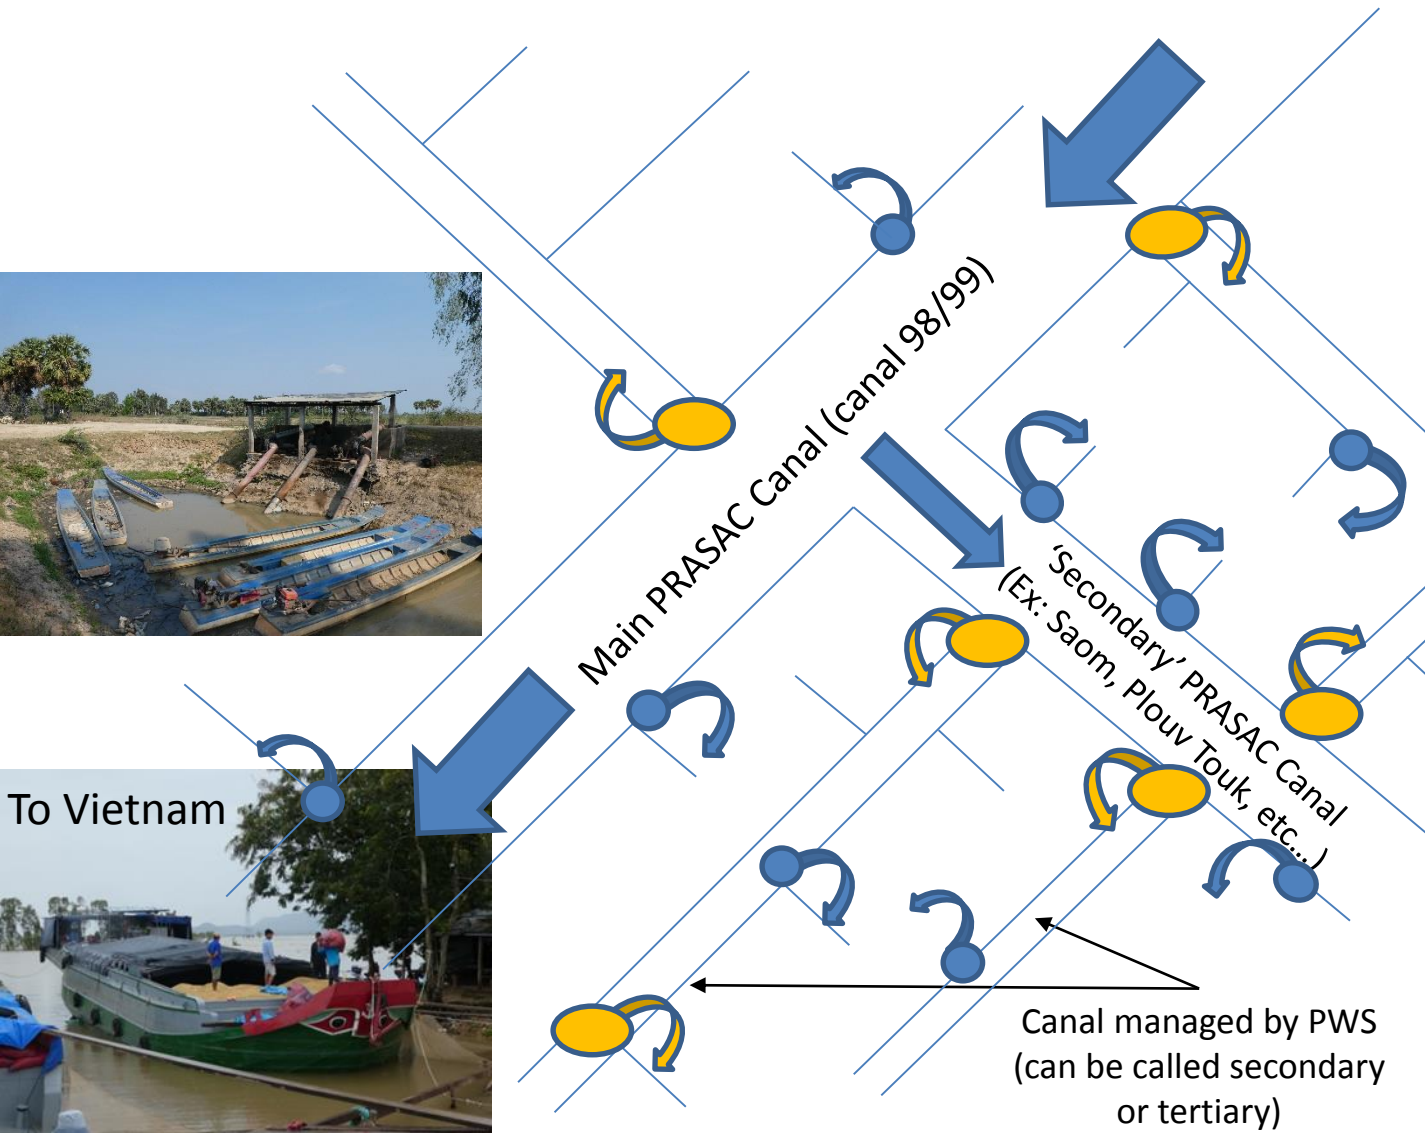 Main PRASAC Canal (canal 98/99)
‘Secondary’ PRASAC Canal
(Ex: Saom, Plouv Touk, etc…)
To Vietnam
Canal managed by PWS
(can be called secondary
or tertiary)